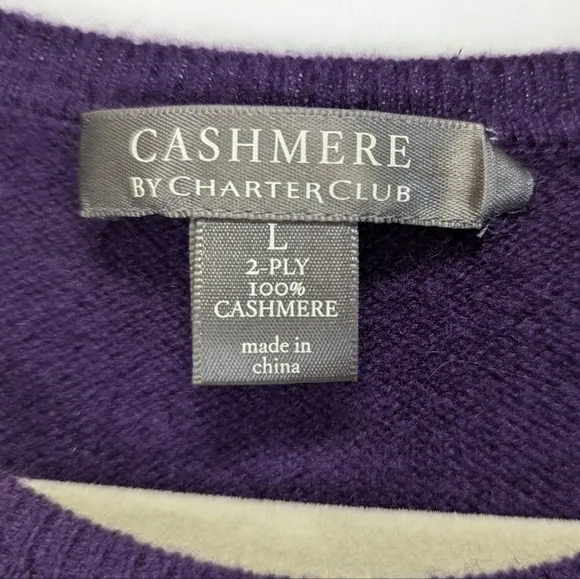 CASHMERE
BY CHARTER CLUB
L
2-PLY
100%
CASHMERE
made in
china